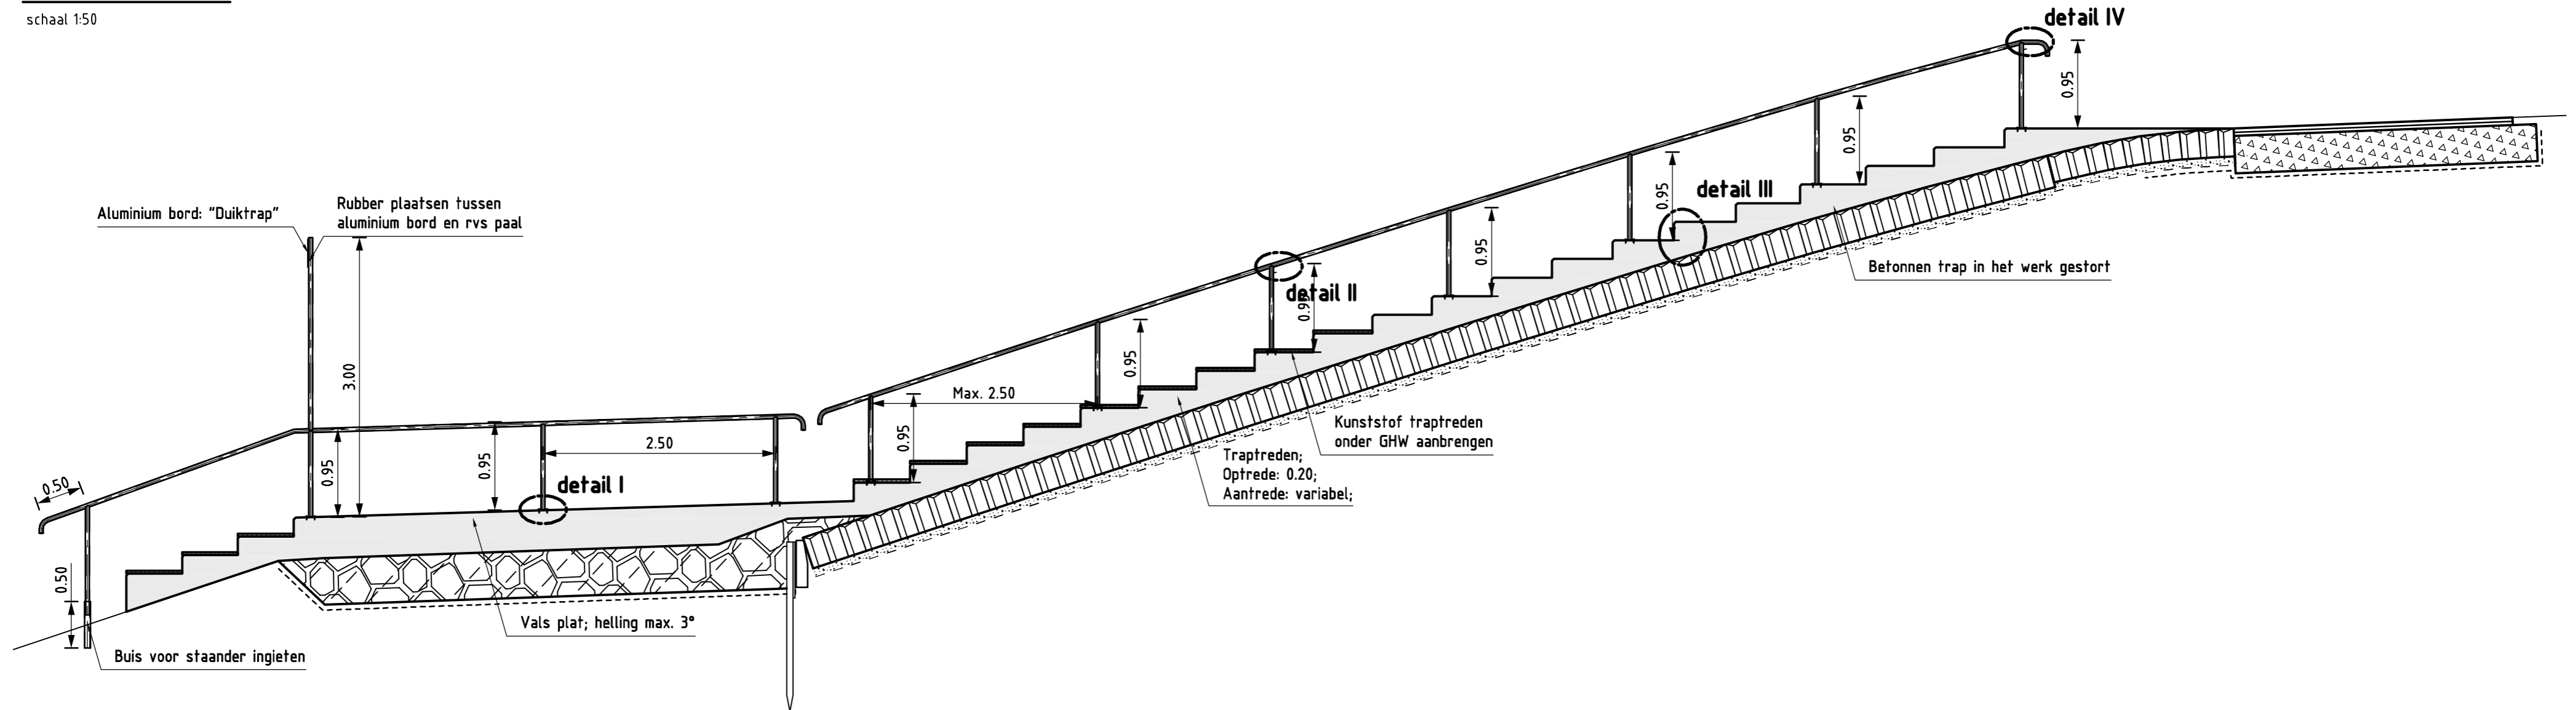 schaal 1:50
detail IV
0.95
0.95
detail III
0.95
Aluminium bord: "Duiktrap"
Rubber plaatsen tussen
aluminium bord en rvs paal
0.95
Betonnen trap in het werk gestort
detail II
0.95
0.95
3.00
Max. 2.50
Kunststof traptreden
onder GHW aanbrengen
0.95
2.50
0.95
0.95
Traptreden;
Optrede: 0.20;
Aantrede: variabel;
0.50
detail I
0.50
Vals plat; helling max. 3°
Buis voor staander ingieten